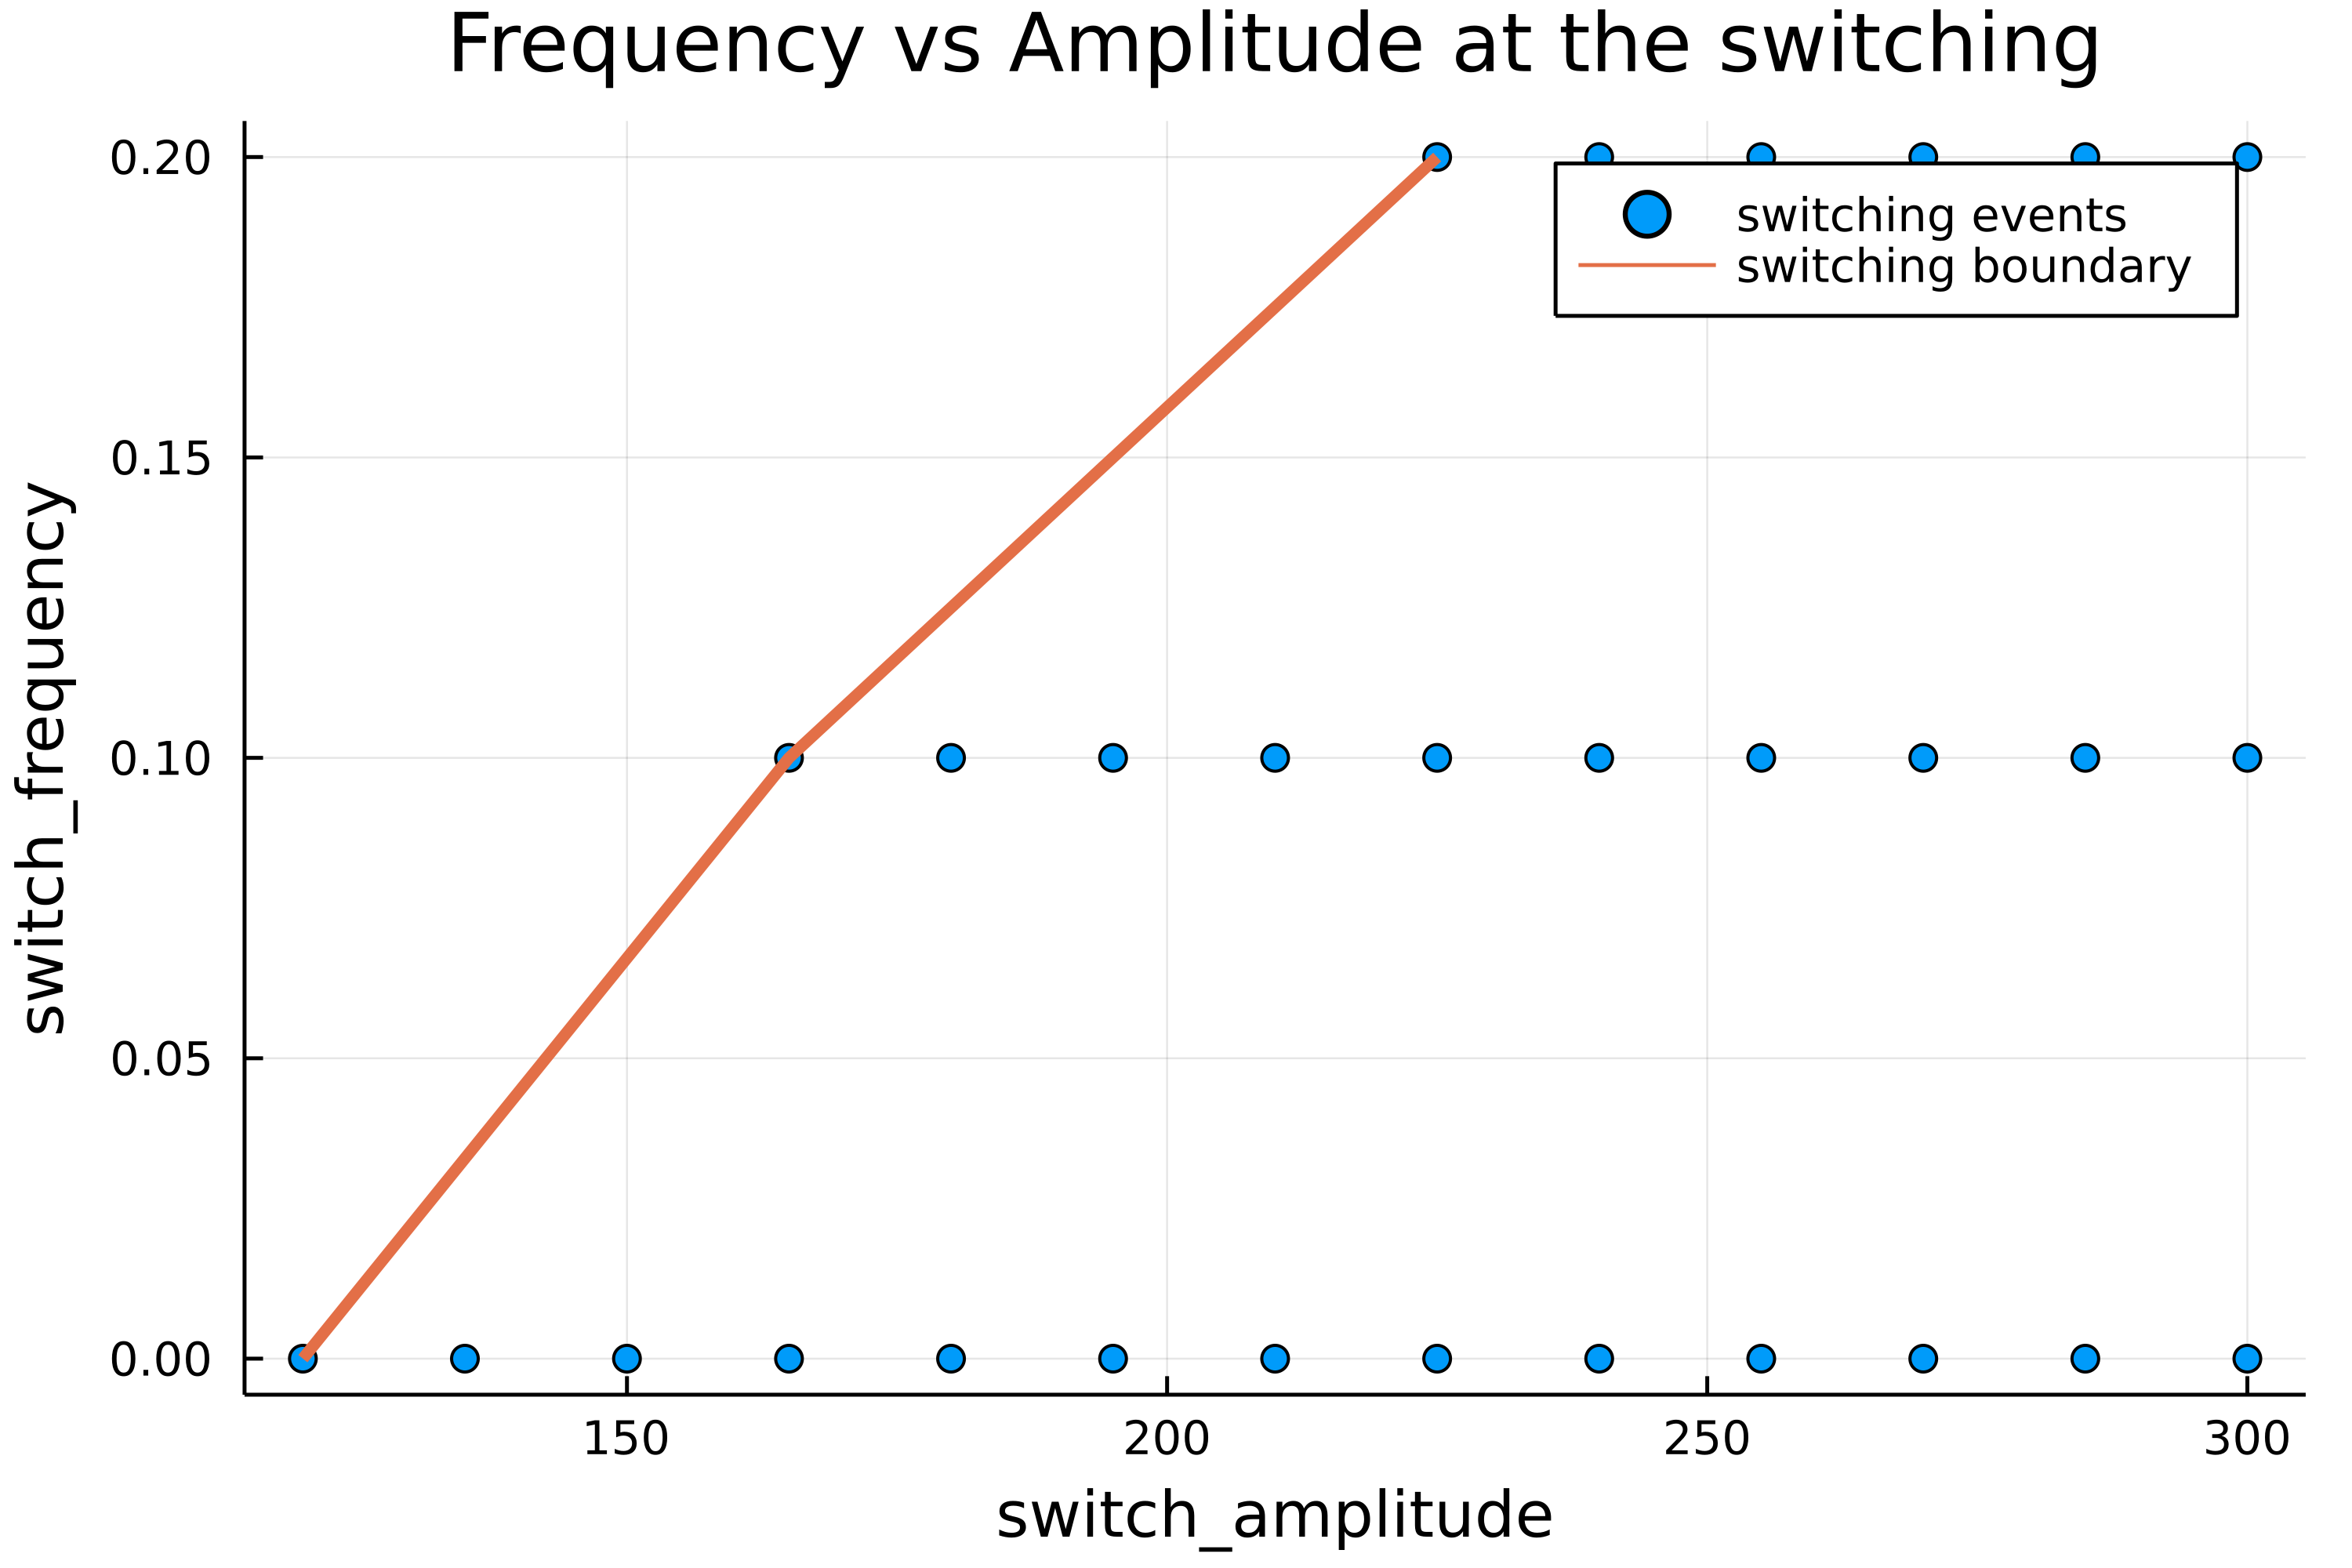 Frequency vs Amplitude at the switching
0.20
switching events
switching boundary
0.15
0.10
0.05
0.00
switch_frequency
150
200
250
300
switch_amplitude